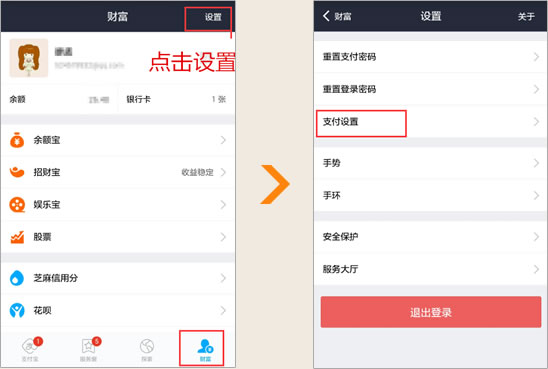 财富
设置
点击设置
余额
银行卡
1 张
余额宝
招财宝
收益稳定
娱乐宝
股票
芝麻信用分
花呗
1
5
支付宝
服务窗
探索
财富
财富
设置
关于
重置支付密码
重置登录密码
支付设置
手势
手环
安全保护
服务大厅
退出登录